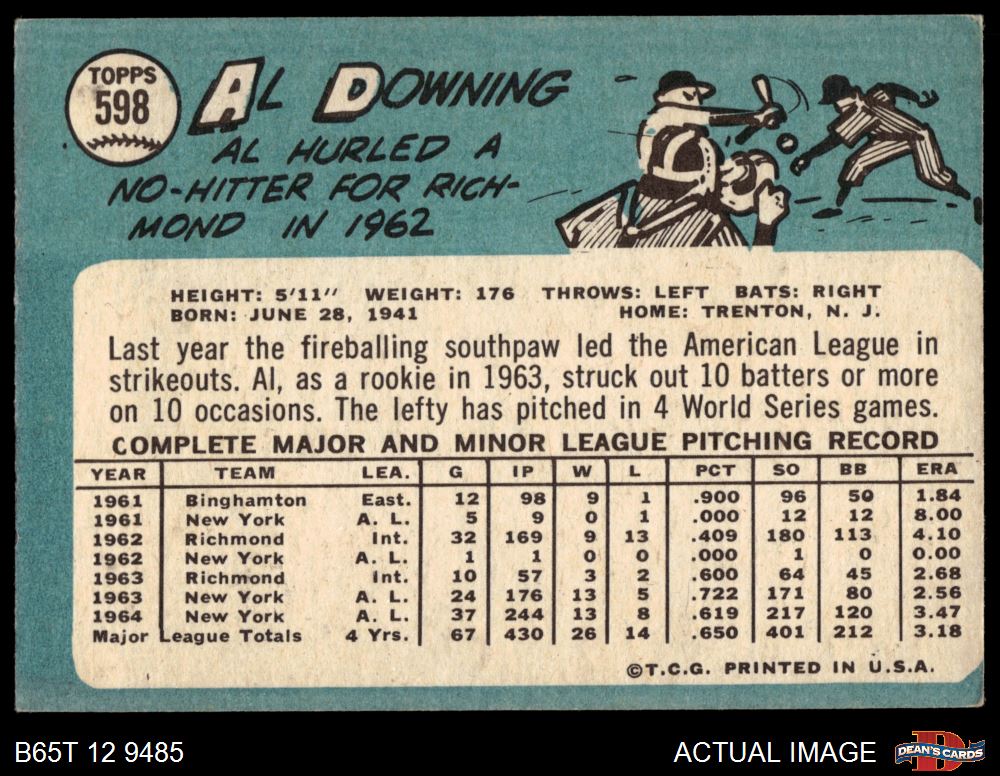 TOPPS
598
AL DOWNING
AL HURLED A
NO-HITTER FOR RICH-
MOND IN 1962
HEIGHT: 5'11" WEIGHT: 176 THROWS: LEFT BATS: RIGHT
BORN: JUNE 28, 1941 HOME: TRENTON, N. J.
Last year the fireballing southpaw led the American League in
strikeouts. Al, as a rookie in 1963, struck out 10 batters or more
on 10 occasions. The lefty has pitched in 4 World Series games.
COMPLETE MAJOR AND MINOR LEAGUE PITCHING RECORD
YEAR TEAM LEA. G IP W L PCT SO BB ERA
1961 Binghamton East. 12 98 9 1 .900 96 50 1.84
1961 New York A. L. 5 9 0 1 .000 12 12 8.00
1962 Richmond Int. 32 169 9 13 .409 180 113 4.10
1962 New York A. L. 1 1 0 0 .000 1 0 0.00
1963 Richmond Int. 10 57 3 2 .600 64 45 2.68
1963 New York A. L. 24 176 13 5 .722 171 80 2.56
1964 New York A. L. 37 244 13 8 .619 217 120 3.47
Major League Totals 4 Yrs. 67 430 26 14 .650 401 212 3.18
©T.C.G. PRINTED IN U.S.A.
B65T 12 9485 ACTUAL IMAGE
DEAN'S CARDS